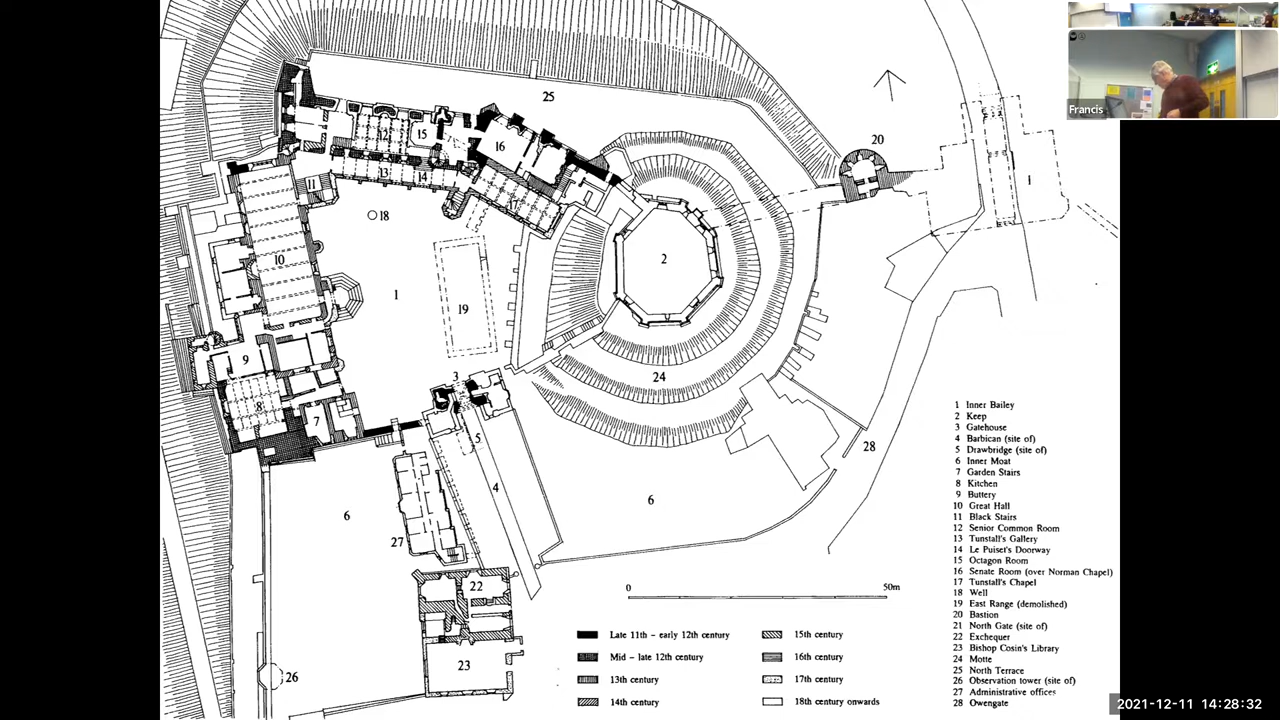 Francis
25
20
12
15
16
13
14
11
17
18
1
10
1
2
19
9
3
24
8
7
5
28
4
6
6
27
22
23
26
0 50m
Late 11th - early 12th century
Mid - late 12th century
13th century
14th century
15th century
16th century
17th century
18th century onwards
1 Inner Bailey
2 Keep
3 Gatehouse
4 Barbican (site of)
5 Drawbridge (site of)
6 Inner Moat
7 Garden Stairs
8 Kitchen
9 Buttery
10 Great Hall
11 Black Stairs
12 Senior Common Room
13 Tunstall's Gallery
14 Le Puiset's Doorway
15 Octagon Room
16 Senate Room (over Norman Chapel)
17 Tunstall's Chapel
18 Well
19 East Range (demolished)
20 Bastion
21 North Gate (site of)
22 Exchequer
23 Bishop Cosin's Library
24 Motte
25 North Terrace
26 Observation tower (site of)
27 Administrative offices
28 Owengate
2021-12-11 14:28:32